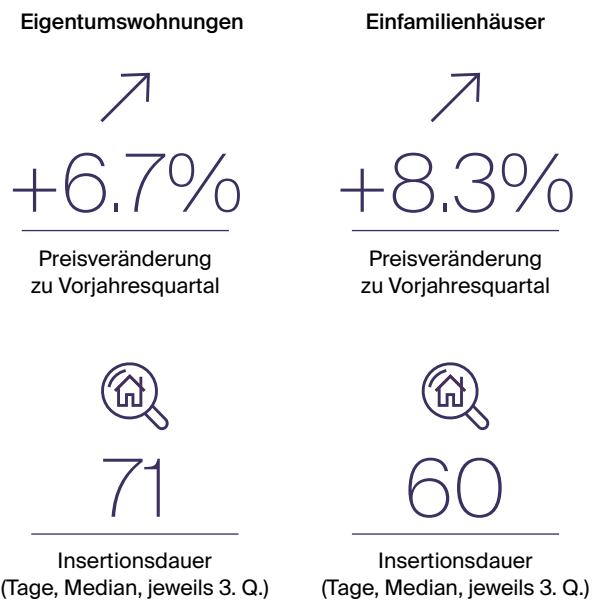 Eigentumswohnungen
+6.7%
Preisveränderung
zu Vorjahresquartal
71
Insertionsdauer
(Tage, Median, jeweils 3. Q.)
Einfamilienhäuser
+8.3%
Preisveränderung
zu Vorjahresquartal
60
Insertionsdauer
(Tage, Median, jeweils 3. Q.)